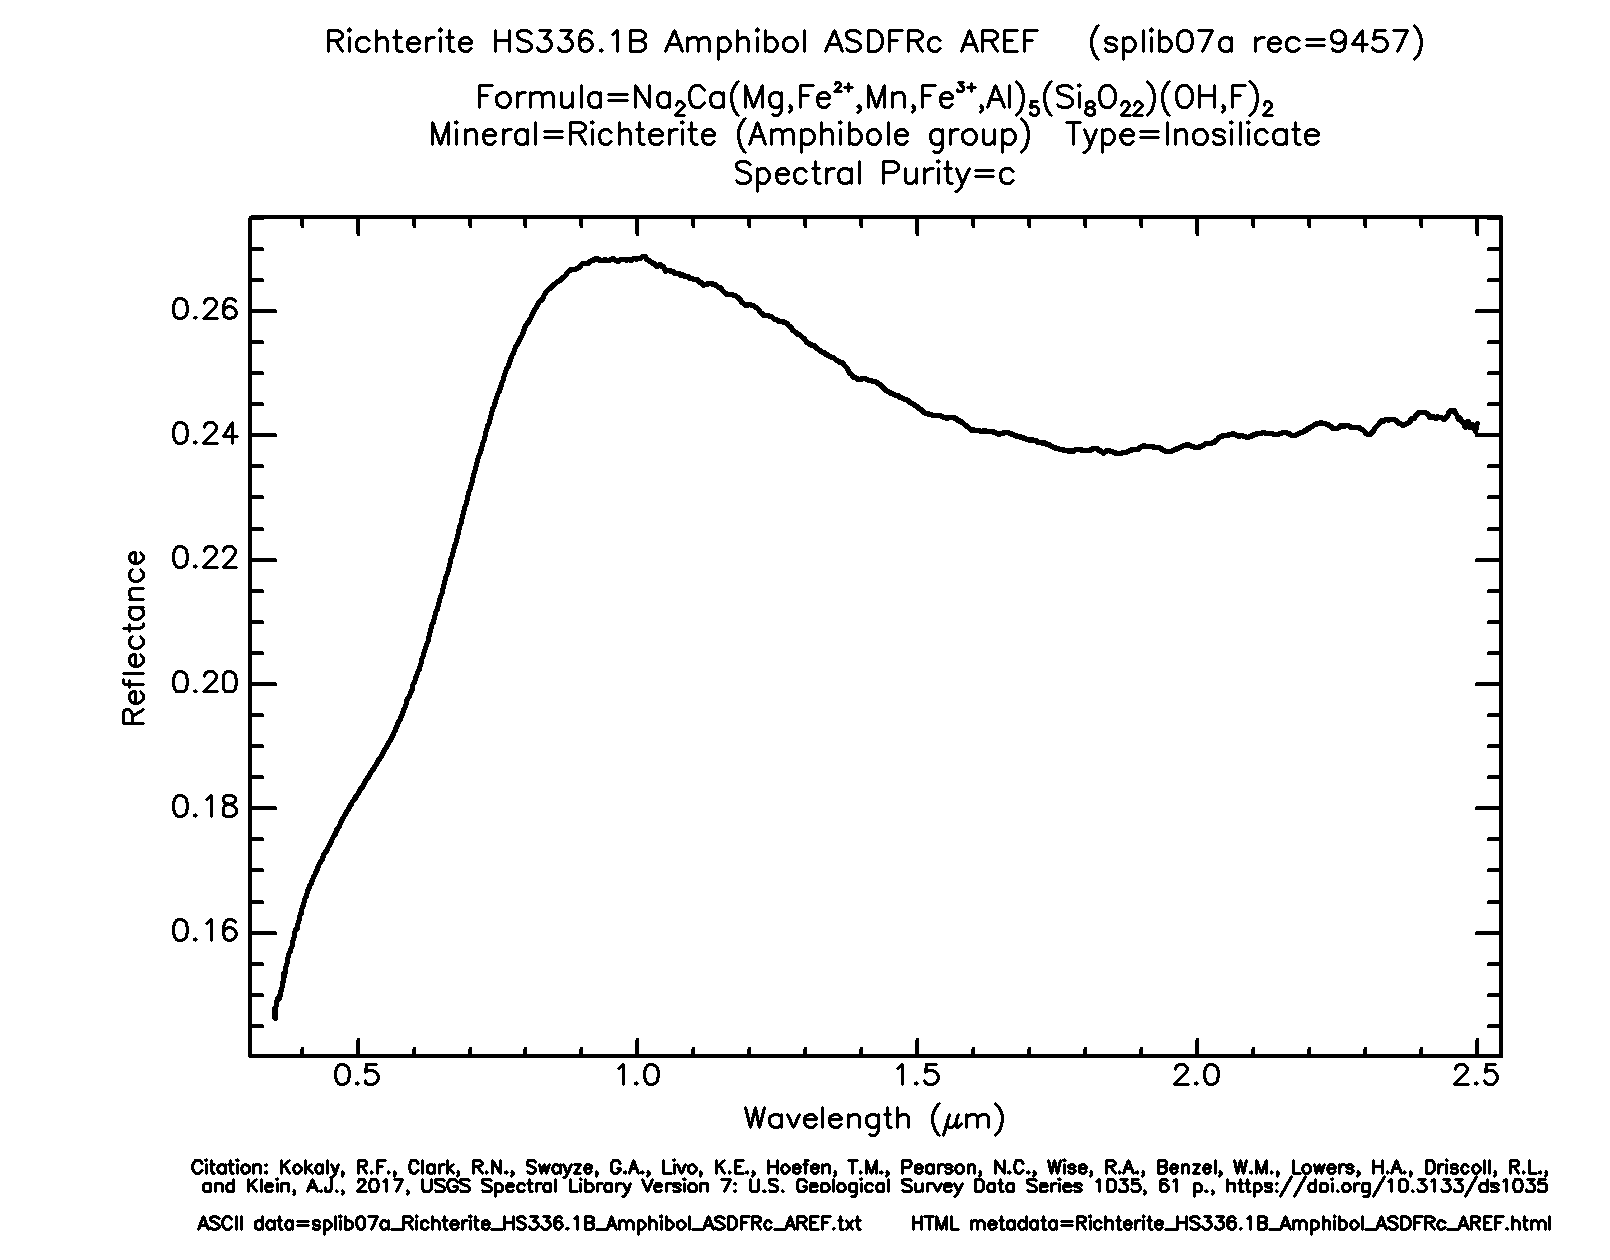 Richterite HS336.1B Amphibol ASDFRc AREF (splib07a rec=9457)
Formula=Na₂Ca(Mg,Fe²⁺,Mn,Fe³⁺,Al)₅(Si₈O₂₂)(OH,F)₂
Mineral=Richterite (Amphibole group) Type=Inosilicate
Spectral Purity=c
0.26
0.24
0.22
0.20
0.18
0.16
Reflectance
0.5 1.0 1.5 2.0 2.5
Wavelength (μm)
Citation: Kokaly, R.F., Clark, R.N., Swayze, G.A., Livo, K.E., Hoefen, T.M., Pearson, N.C., Wise, R.A., Benzel, W.M., Lowers, H.A., Driscoll, R.L.,
and Klein, A.J., 2017, USGS Spectral Library Version 7: U.S. Geological Survey Data Series 1035, 61 p., https://doi.org/10.3133/ds1035
ASCII data=splib07a_Richterite_HS336.1B_Amphibol_ASDFRc_AREF.txt HTML metadata=Richterite_HS336.1B_Amphibol_ASDFRc_AREF.html